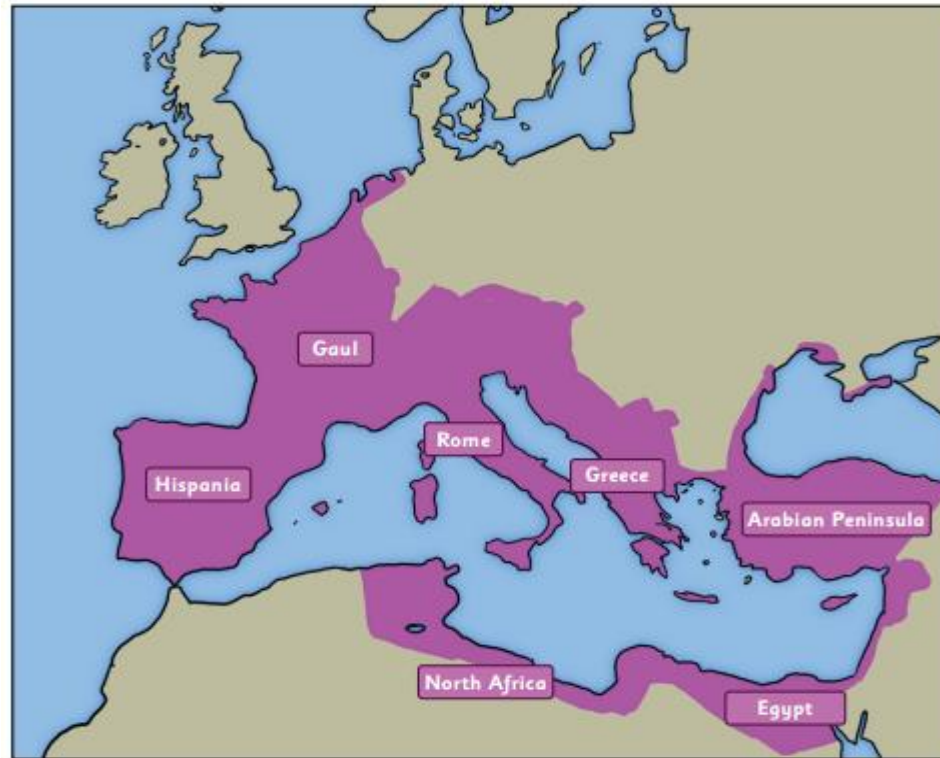 Gaul
Rome
Greece
Hispania
Arabian Peninsula
North Africa
Egypt